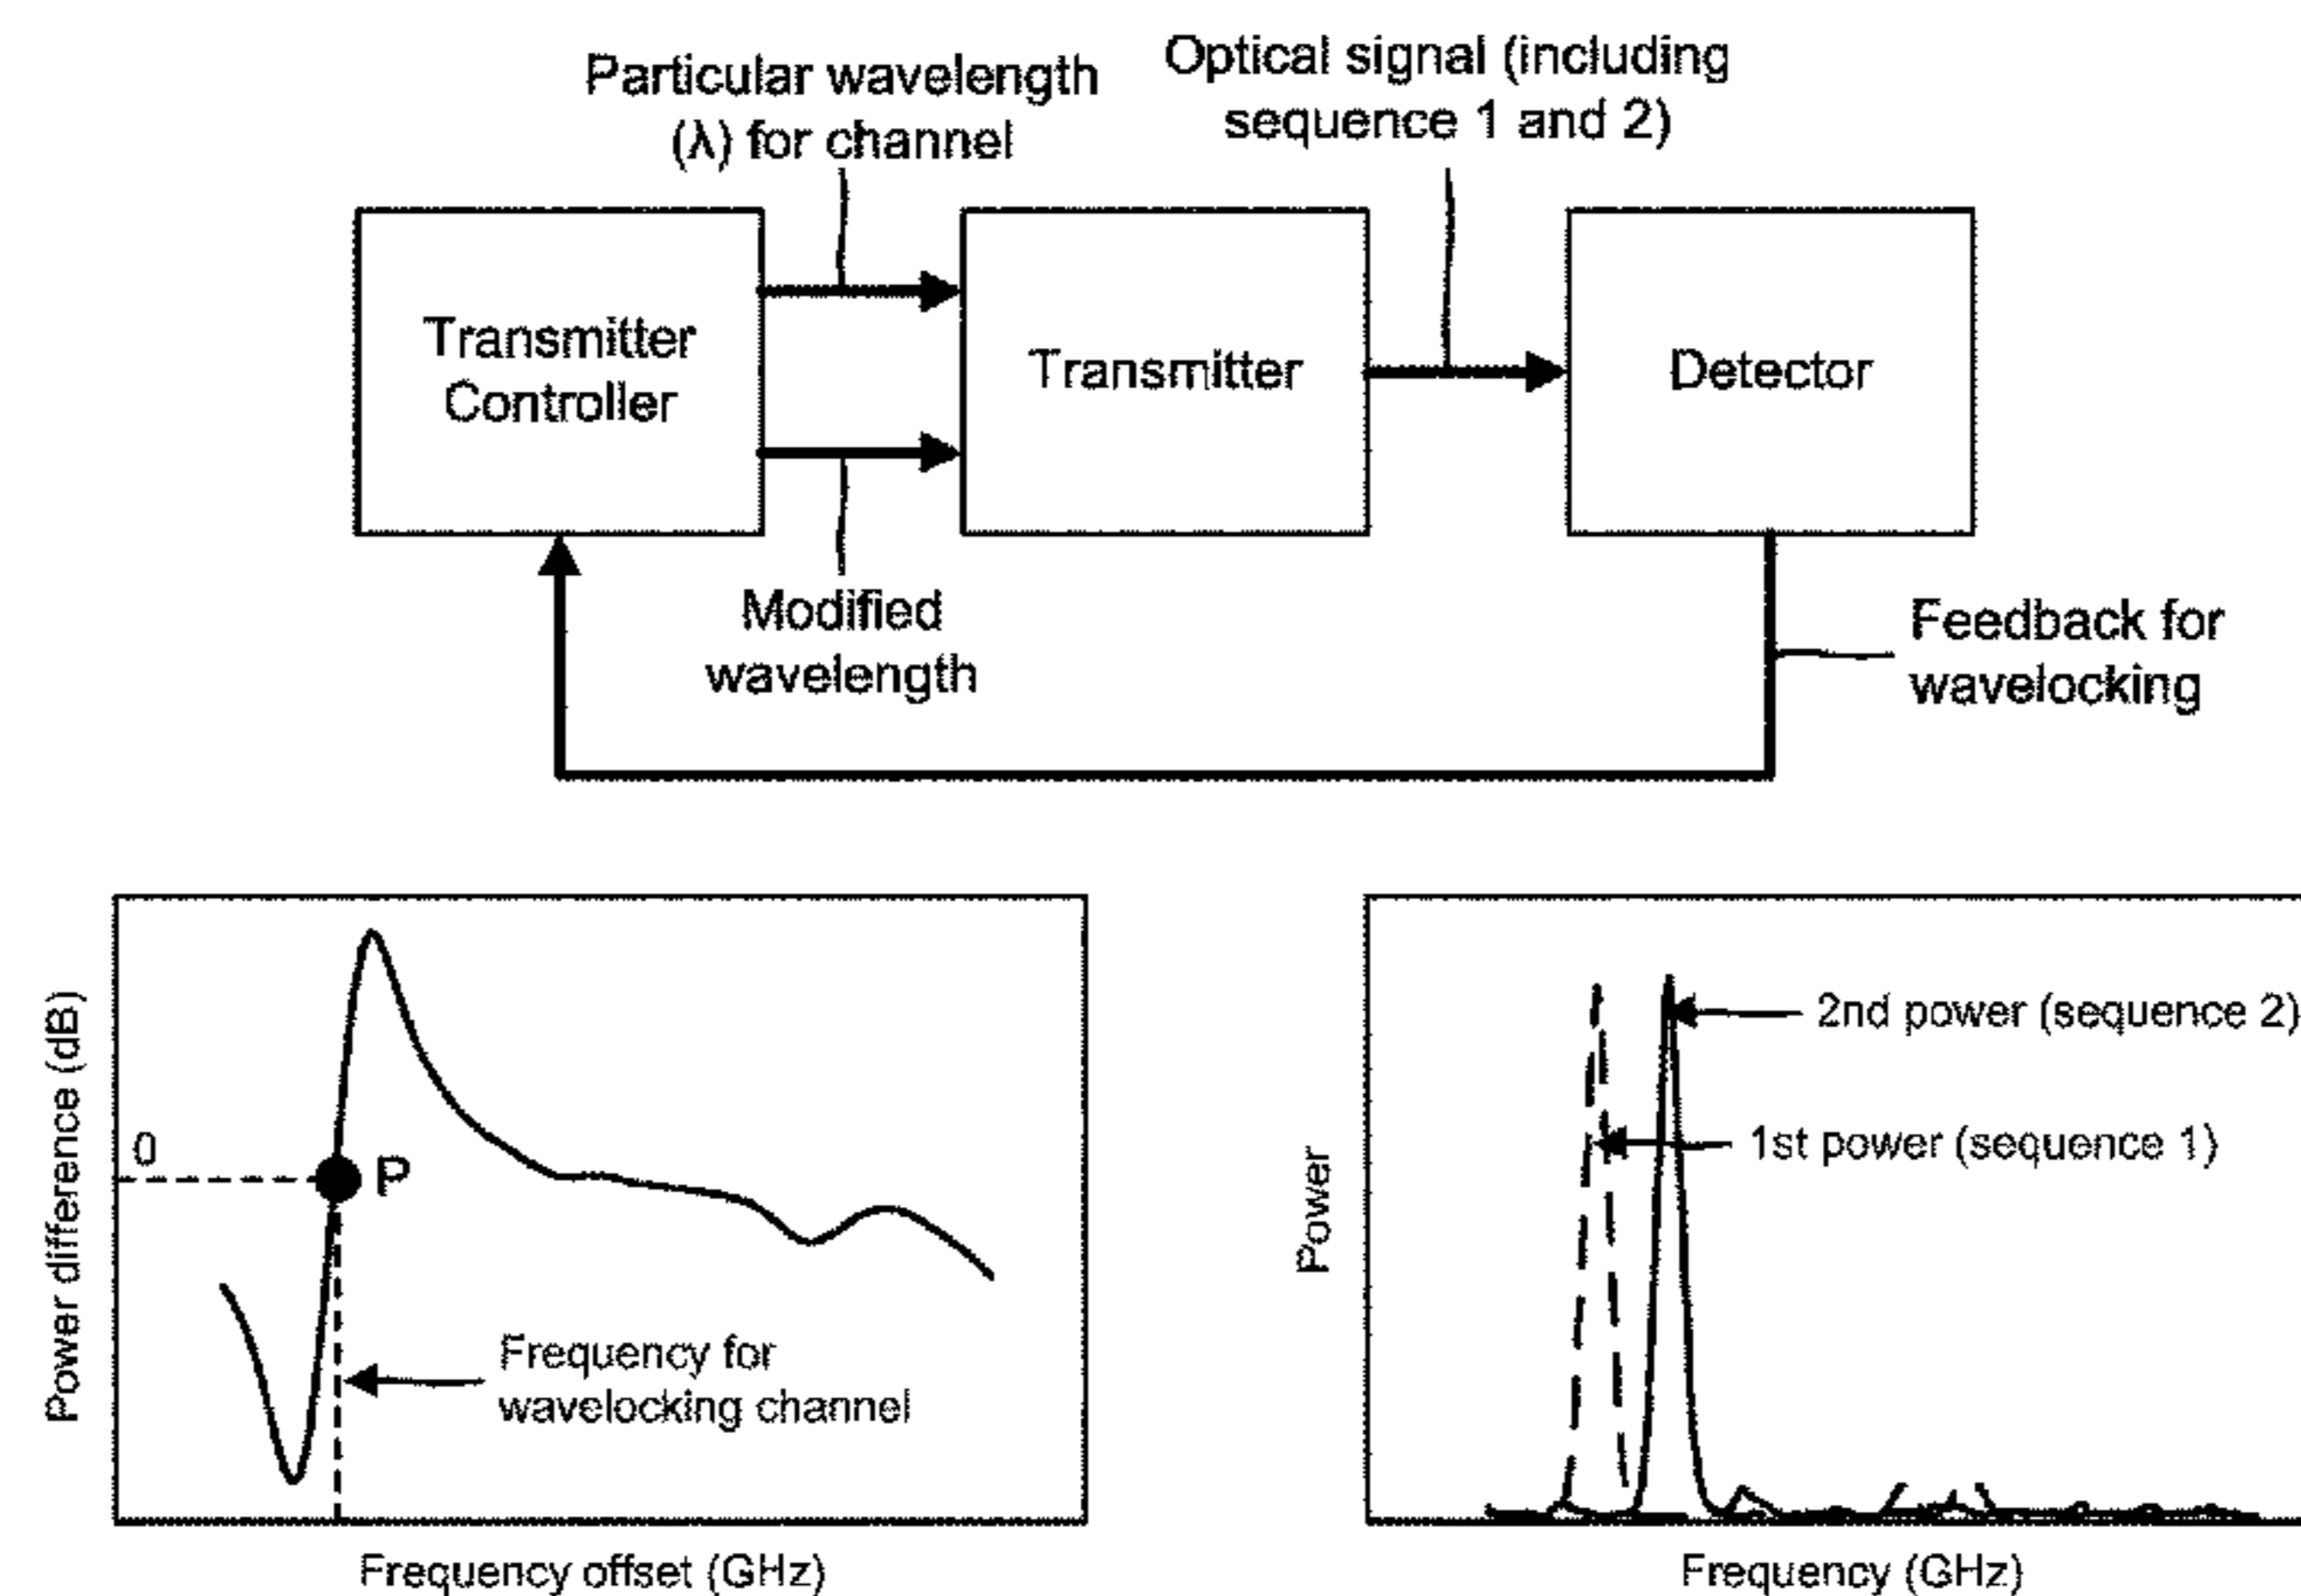 Particular wavelength
(λ) for channel
Optical signal (including
sequence 1 and 2)
Transmitter
Controller
Transmitter
Detector
Modified
wavelength
Feedback for
wavelocking
Power difference (dB)
0
P
Frequency for
wavelocking channel
Frequency offset (GHz)
Power
2nd power (sequence 2)
1st power (sequence 1)
Frequency (GHz)